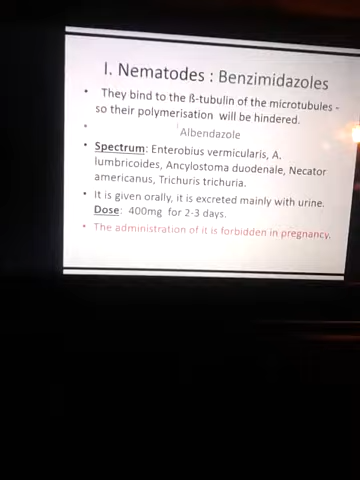 I. Nematodes : Benzimidazoles
• They bind to the ß-tubulin of the microtubules -
so their polymerisation will be hindered.
• Albendazole
• Spectrum: Enterobius vermicularis, A.
lumbricoides, Ancylostoma duodenale, Necator
americanus, Trichuris trichuria.
• It is given orally, it is excreted mainly with urine.
Dose: 400mg for 2-3 days.
• The administration of it is forbidden in pregnancy.